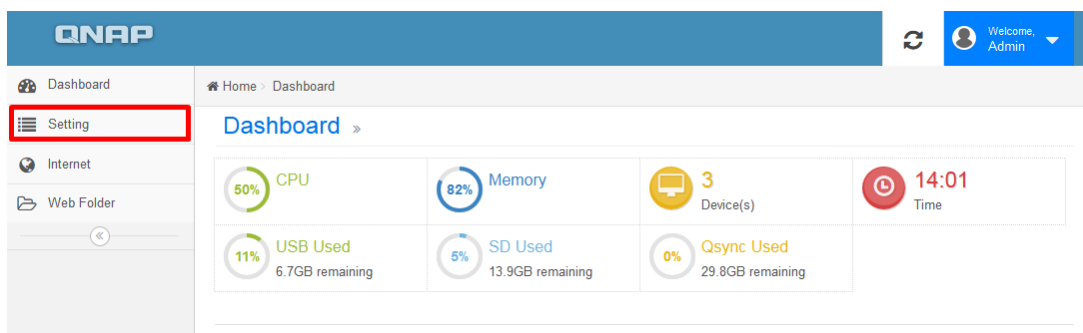 QNAP
Welcome,
Admin
Dashboard
Setting
Internet
Web Folder
Home > Dashboard
Dashboard »
50% CPU
82% Memory
3
Device(s)
14:01
Time
11% USB Used
6.7GB remaining
5% SD Used
13.9GB remaining
0% Qsync Used
29.8GB remaining